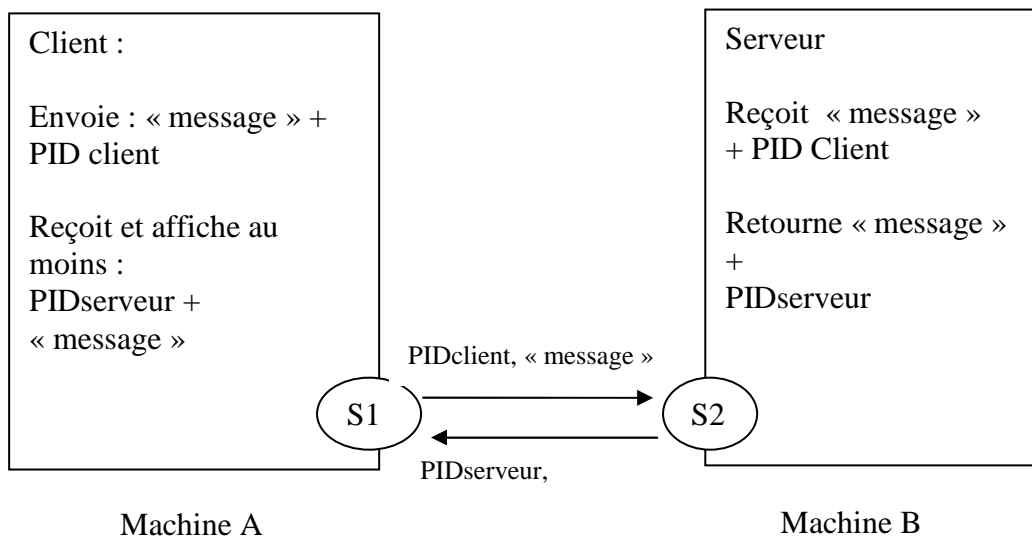 Client :
Envoie : « message » +
PID client
Reçoit et affiche au
moins :
PIDserveur +
« message »
Serveur
Reçoit « message »
+ PID Client
Retourne « message »
+
PIDserveur
PIDclient, « message »
S1
S2
PIDserveur,
Machine A
Machine B